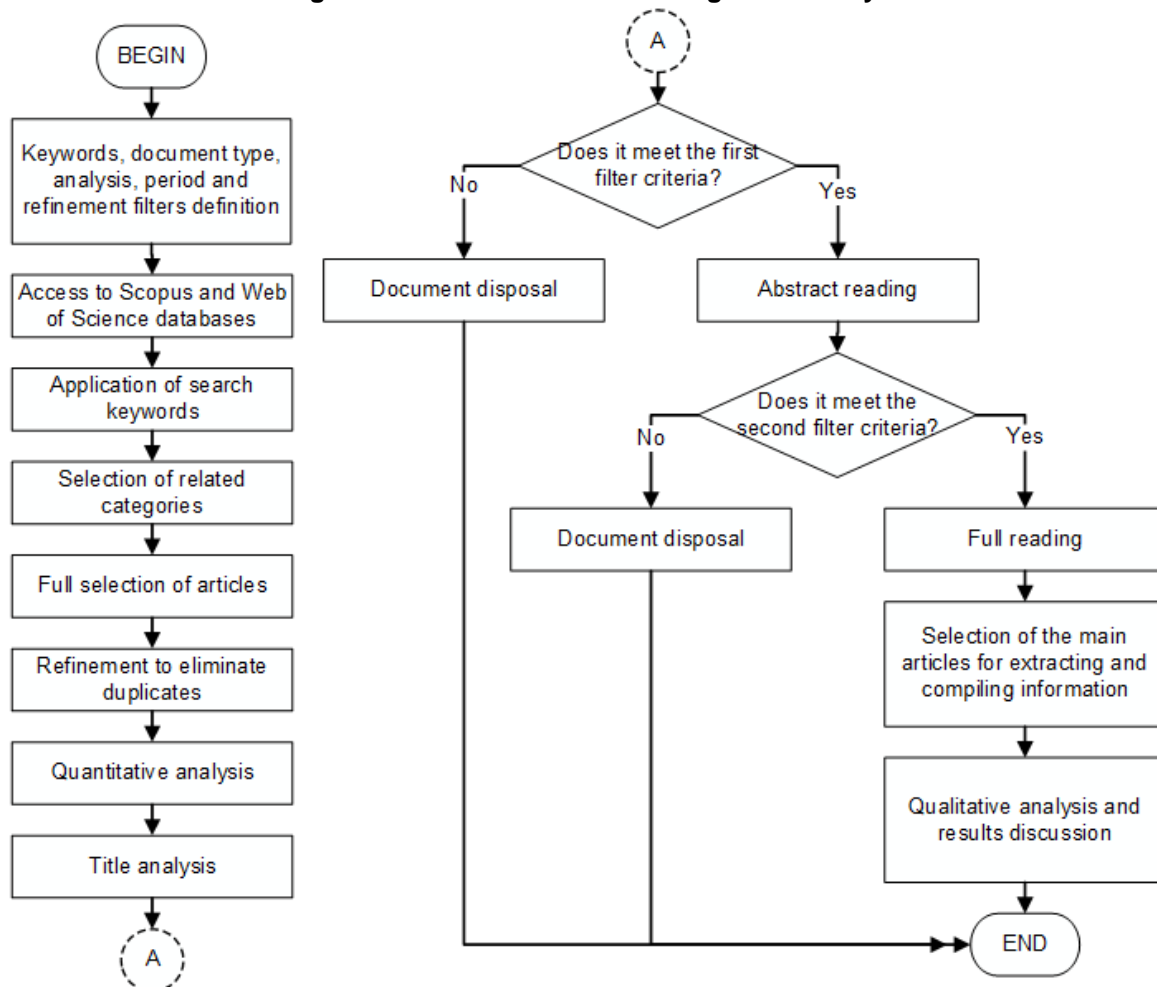 BEGIN
Keywords, document type,
analysis, period and
refinement filters definition
Access to Scopus and Web
of Science databases
Application of search
keywords
Selection of related
categories
Full selection of articles
Refinement to eliminate
duplicates
Quantitative analysis
Title analysis
A
A
Does it meet the first
filter criteria?
No
Yes
Document disposal
Abstract reading
Does it meet the
second filter criteria?
No
Yes
Document disposal
Full reading
Selection of the main
articles for extracting and
compiling information
Qualitative analysis and
results discussion
END